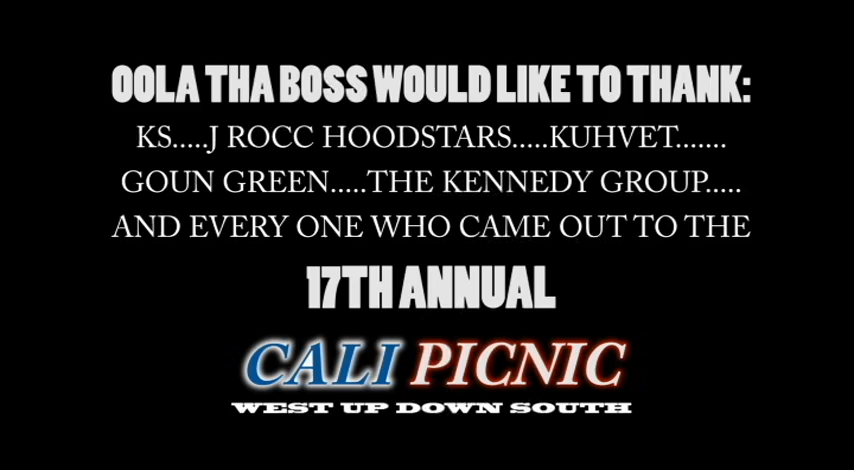 OOLA THA BOSS WOULD LIKE TO THANK:
KS.....J ROCC HOODSTARS.....KUHVET.......
GOUN GREEN.....THE KENNEDY GROUP.....
AND EVERY ONE WHO CAME OUT TO THE
17TH ANNUAL
CALI PICNIC
WEST UP DOWN SOUTH